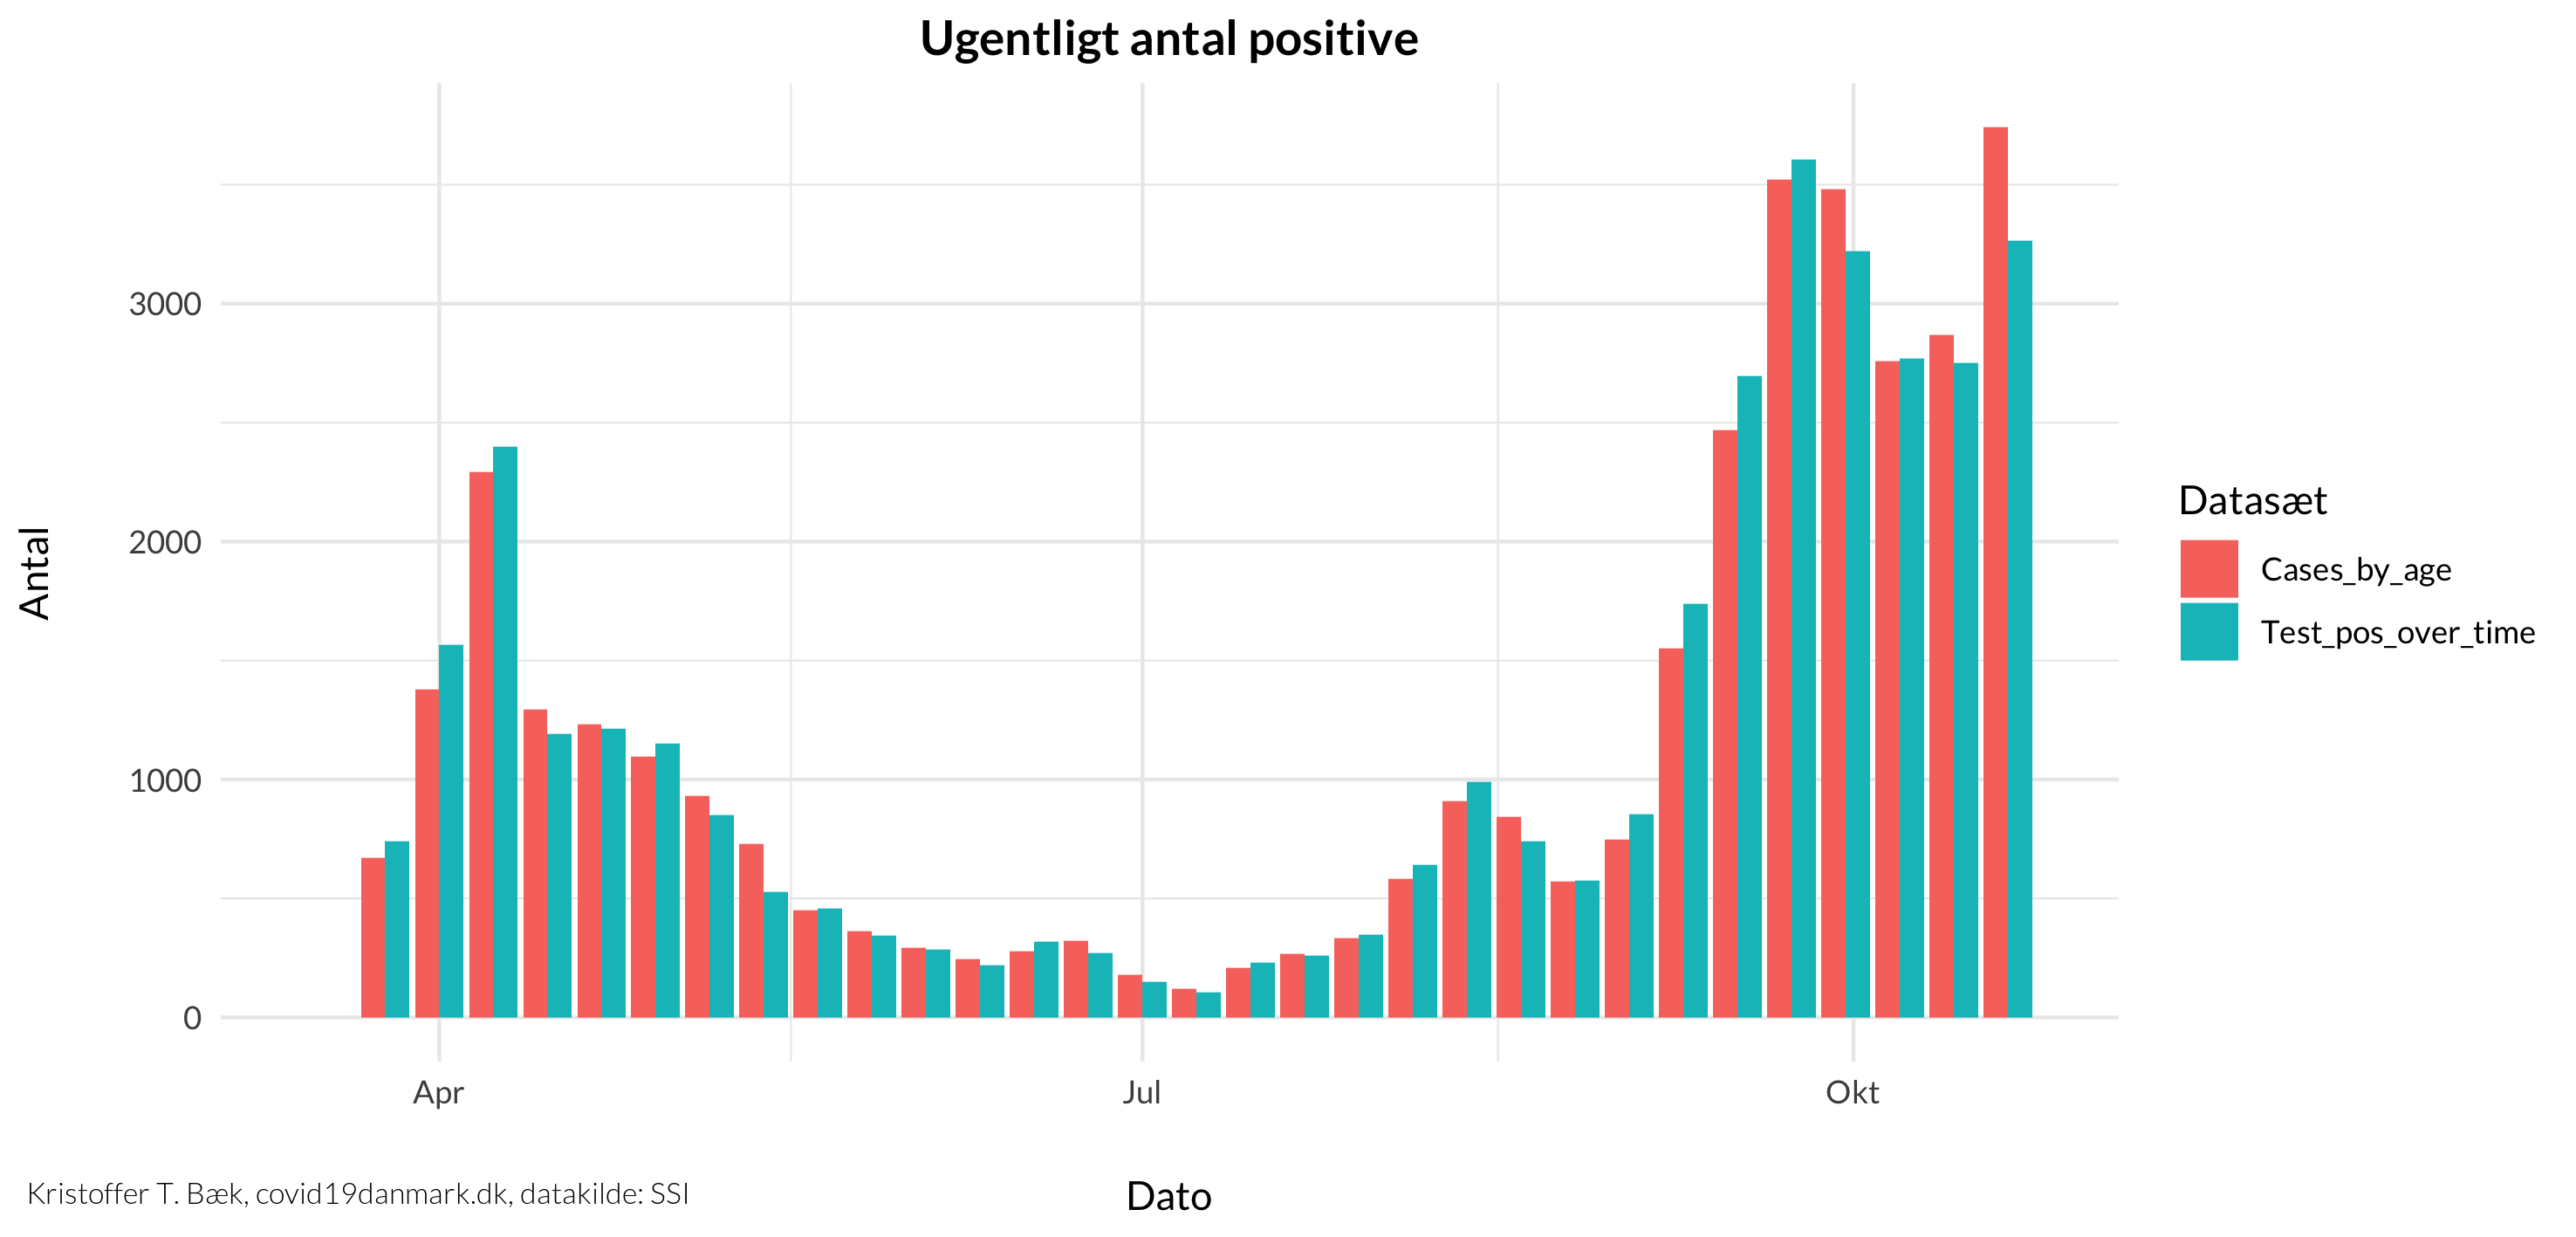 Ugentligt antal positive
Antal
3000
2000
1000
0
Apr
Jul
Okt
Dato
Datasæt
Cases_by_age
Test_pos_over_time
Kristoffer T. Bæk, covid19danmark.dk, datakilde: SSI